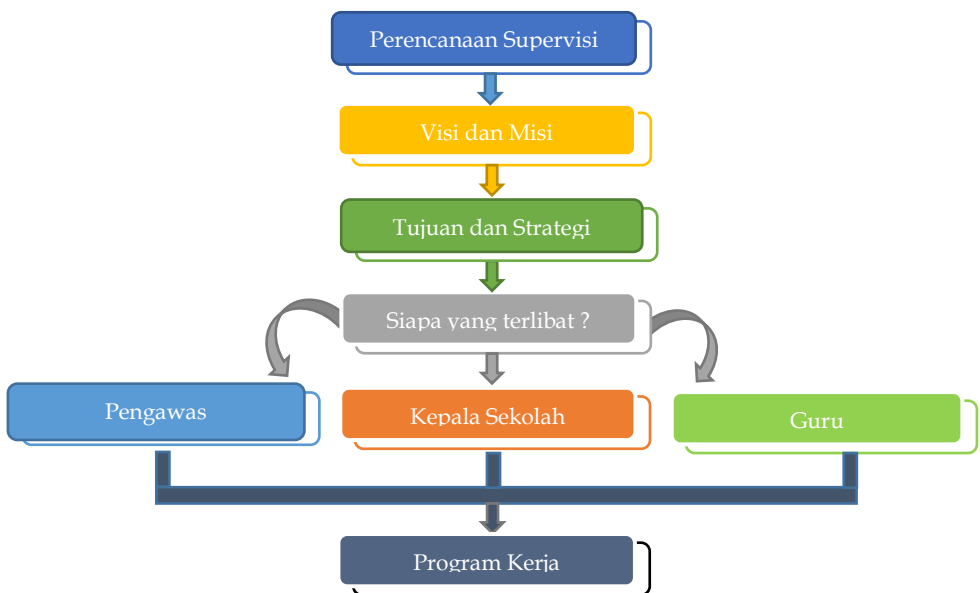 Perencanaan Supervisi
Visi dan Misi
Tujuan dan Strategi
Siapa yang terlibat ?
Pengawas
Kepala Sekolah
Guru
Program Kerja